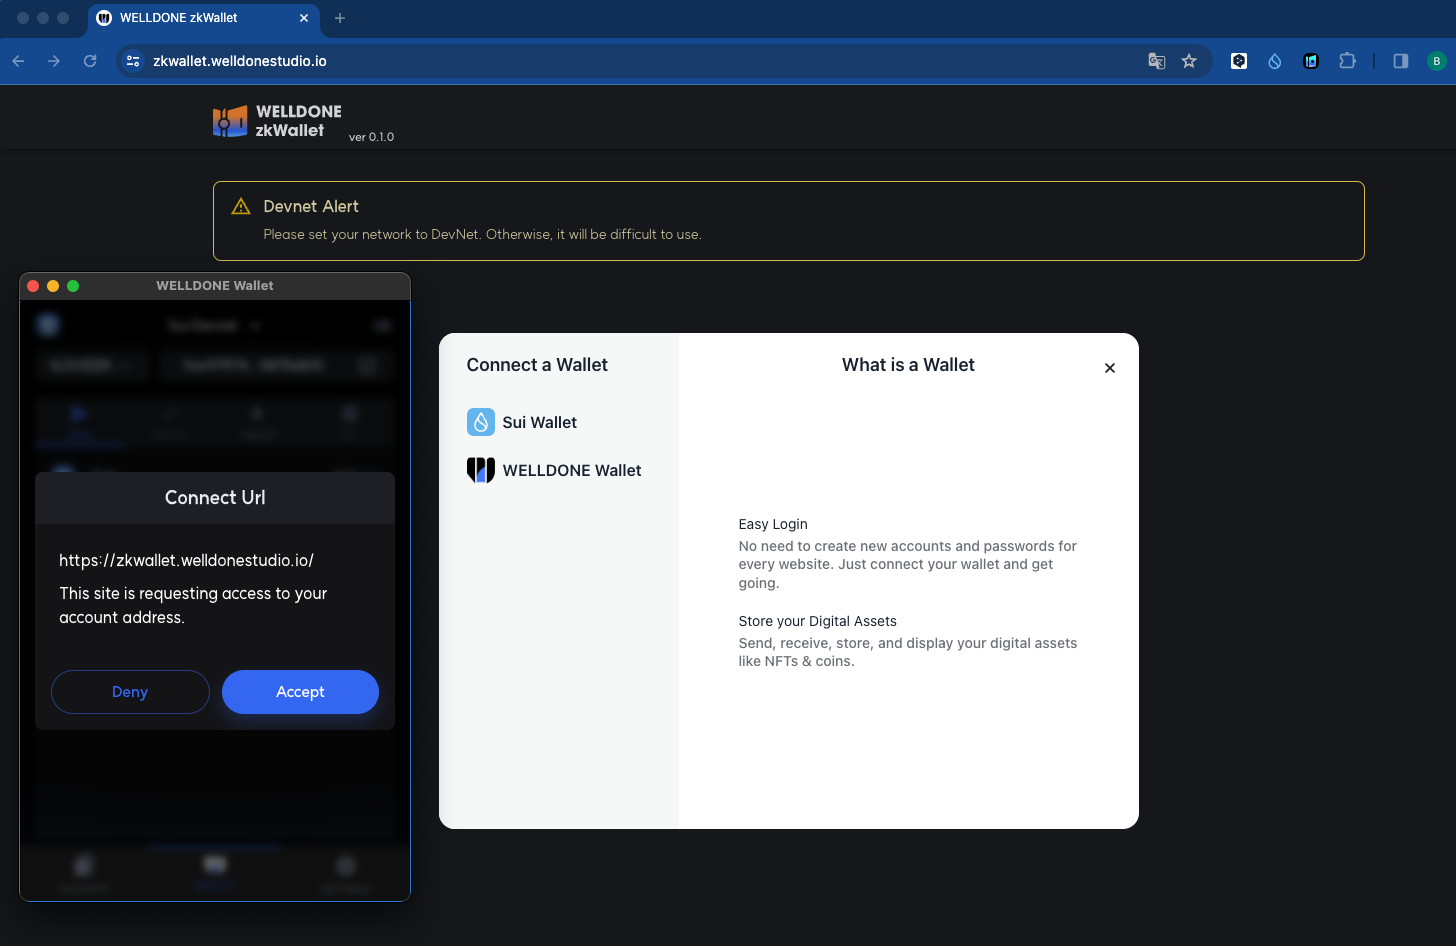 WELLDONE zkWallet
zkwallet.welldonestudio.io
B
WELLDONE
zkWallet
ver 0.1.0
Devnet Alert
Please set your network to DevNet. Otherwise, it will be difficult to use.
WELLDONE Wallet
Connect Url
https://zkwallet.welldonestudio.io/
This site is requesting access to your
account address.
Deny
Accept
Connect a Wallet
Sui Wallet
WELLDONE Wallet
What is a Wallet
Easy Login
No need to create new accounts and passwords for
every website. Just connect your wallet and get
going.
Store your Digital Assets
Send, receive, store, and display your digital assets
like NFTs & coins.